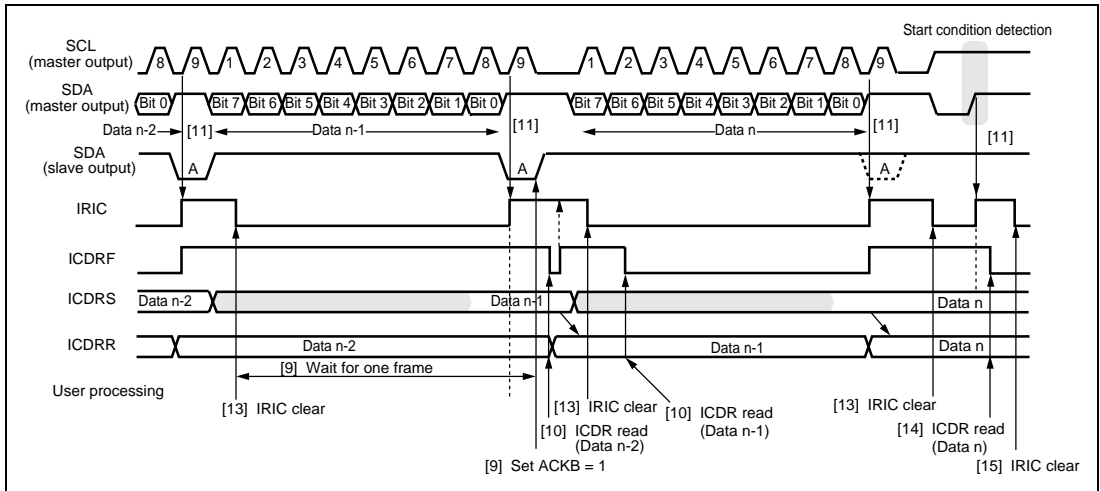 Start condition detection
SCL
(master output)
8 9 1 2 3 4 5 6 7 8 9 1 2 3 4 5 6 7 8 9
SDA
(master output)
Bit 0 Bit 7 Bit 6 Bit 5 Bit 4 Bit 3 Bit 2 Bit 1 Bit 0 Bit 7 Bit 6 Bit 5 Bit 4 Bit 3 Bit 2 Bit 1 Bit 0
Data n-2 [11] Data n-1 [11] Data n [11] [11]
SDA
(slave output)
A A A
IRIC
ICDRF
ICDRS
Data n-2 Data n-1 Data n
ICDRR
Data n-2 Data n-1 Data n
[9] Wait for one frame
User processing
[13] IRIC clear
[13] IRIC clear
[10] ICDR read
(Data n-2)
[10] ICDR read
(Data n-1)
[13] IRIC clear
[14] ICDR read
(Data n)
[9] Set ACKB = 1
[15] IRIC clear